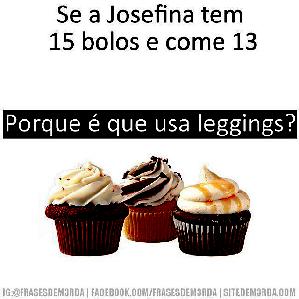 Se a Josefina tem
15 bolos e come 13
Porque é que usa leggings?
IG:@FRASESDEM3RDA | FACEBOOK.COM/FRASESDEM3RDA | SITEDEM3RDA.COM